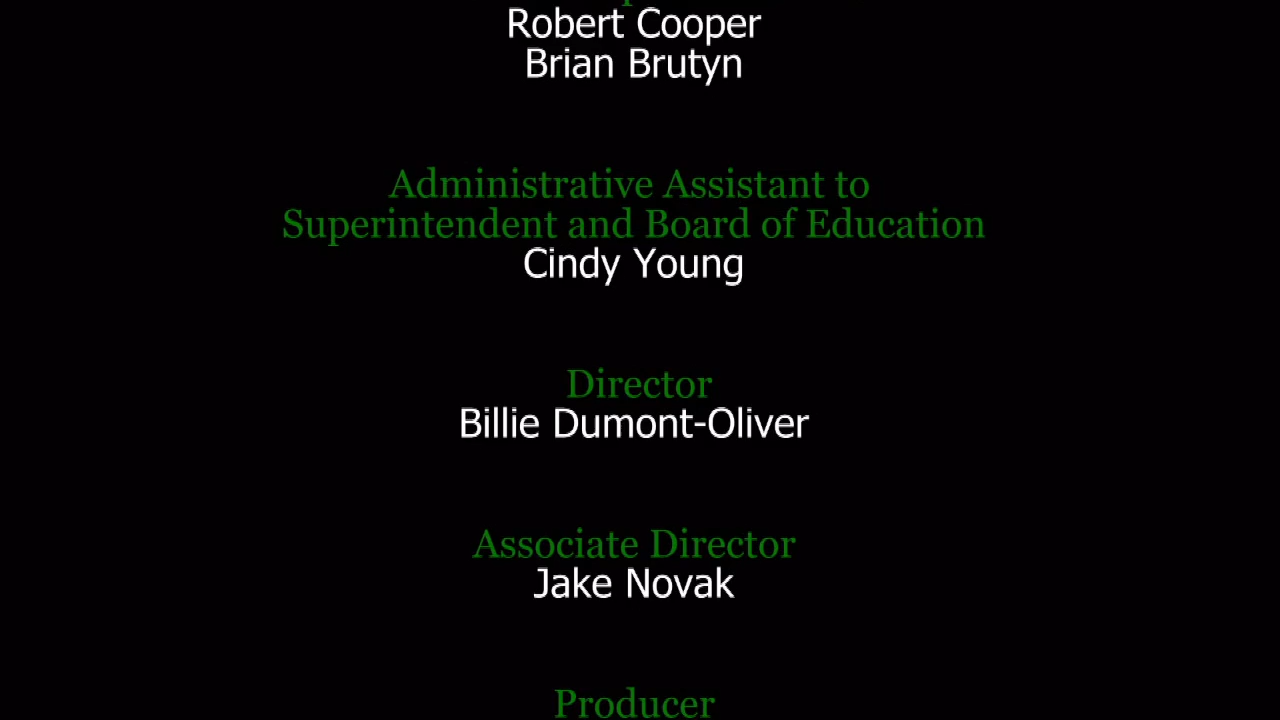 Robert Cooper
Brian Brutyn
Administrative Assistant to
Superintendent and Board of Education
Cindy Young
Director
Billie Dumont-Oliver
Associate Director
Jake Novak
Producer